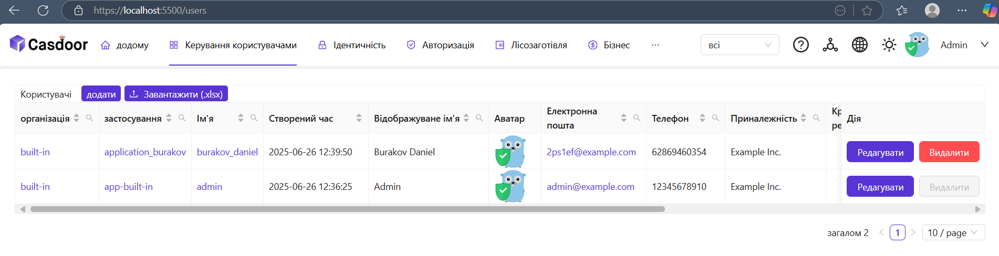 https://localhost:5500/users
Casdoor додому Керування користувачами Ідентичність Авторизація Лісозаготівля Бізнес ··· всі Admin
Користувачі додати Завантажити (.xlsx)
організація застосування Ім'я Створений час Відображуване ім'я Аватар Електронна пошта Телефон Приналежність Кр ре Дія
built-in application_burakov burakov_daniel 2025-06-26 12:39:50 Burakov Daniel 2ps1ef@example.com 62869460354 Example Inc. Редагувати Видалити
built-in app-built-in admin 2025-06-26 12:36:25 Admin admin@example.com 12345678910 Example Inc. Редагувати Видалити
загалом 2 < 1 > 10 / page